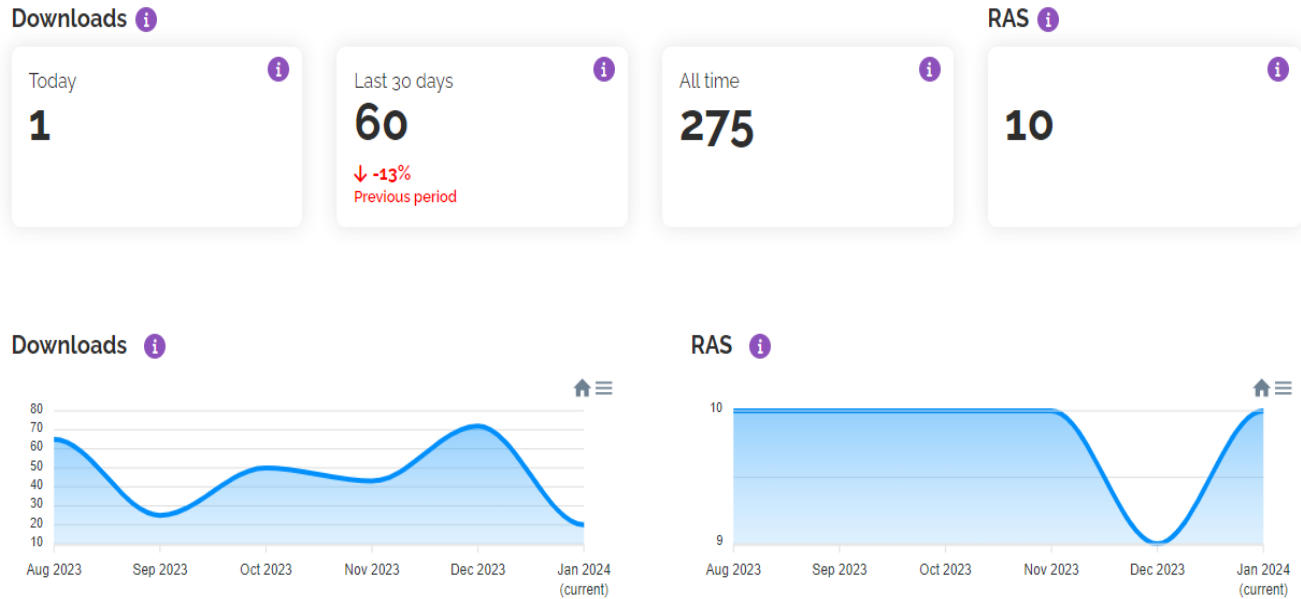 Downloads
RAS
Today
1
Last 30 days
60
↓ -13%
Previous period
All time
275
10
Downloads
80
70
60
50
40
30
20
10
Aug 2023
Sep 2023
Oct 2023
Nov 2023
Dec 2023
Jan 2024
(current)
RAS
10
9
Aug 2023
Sep 2023
Oct 2023
Nov 2023
Dec 2023
Jan 2024
(current)